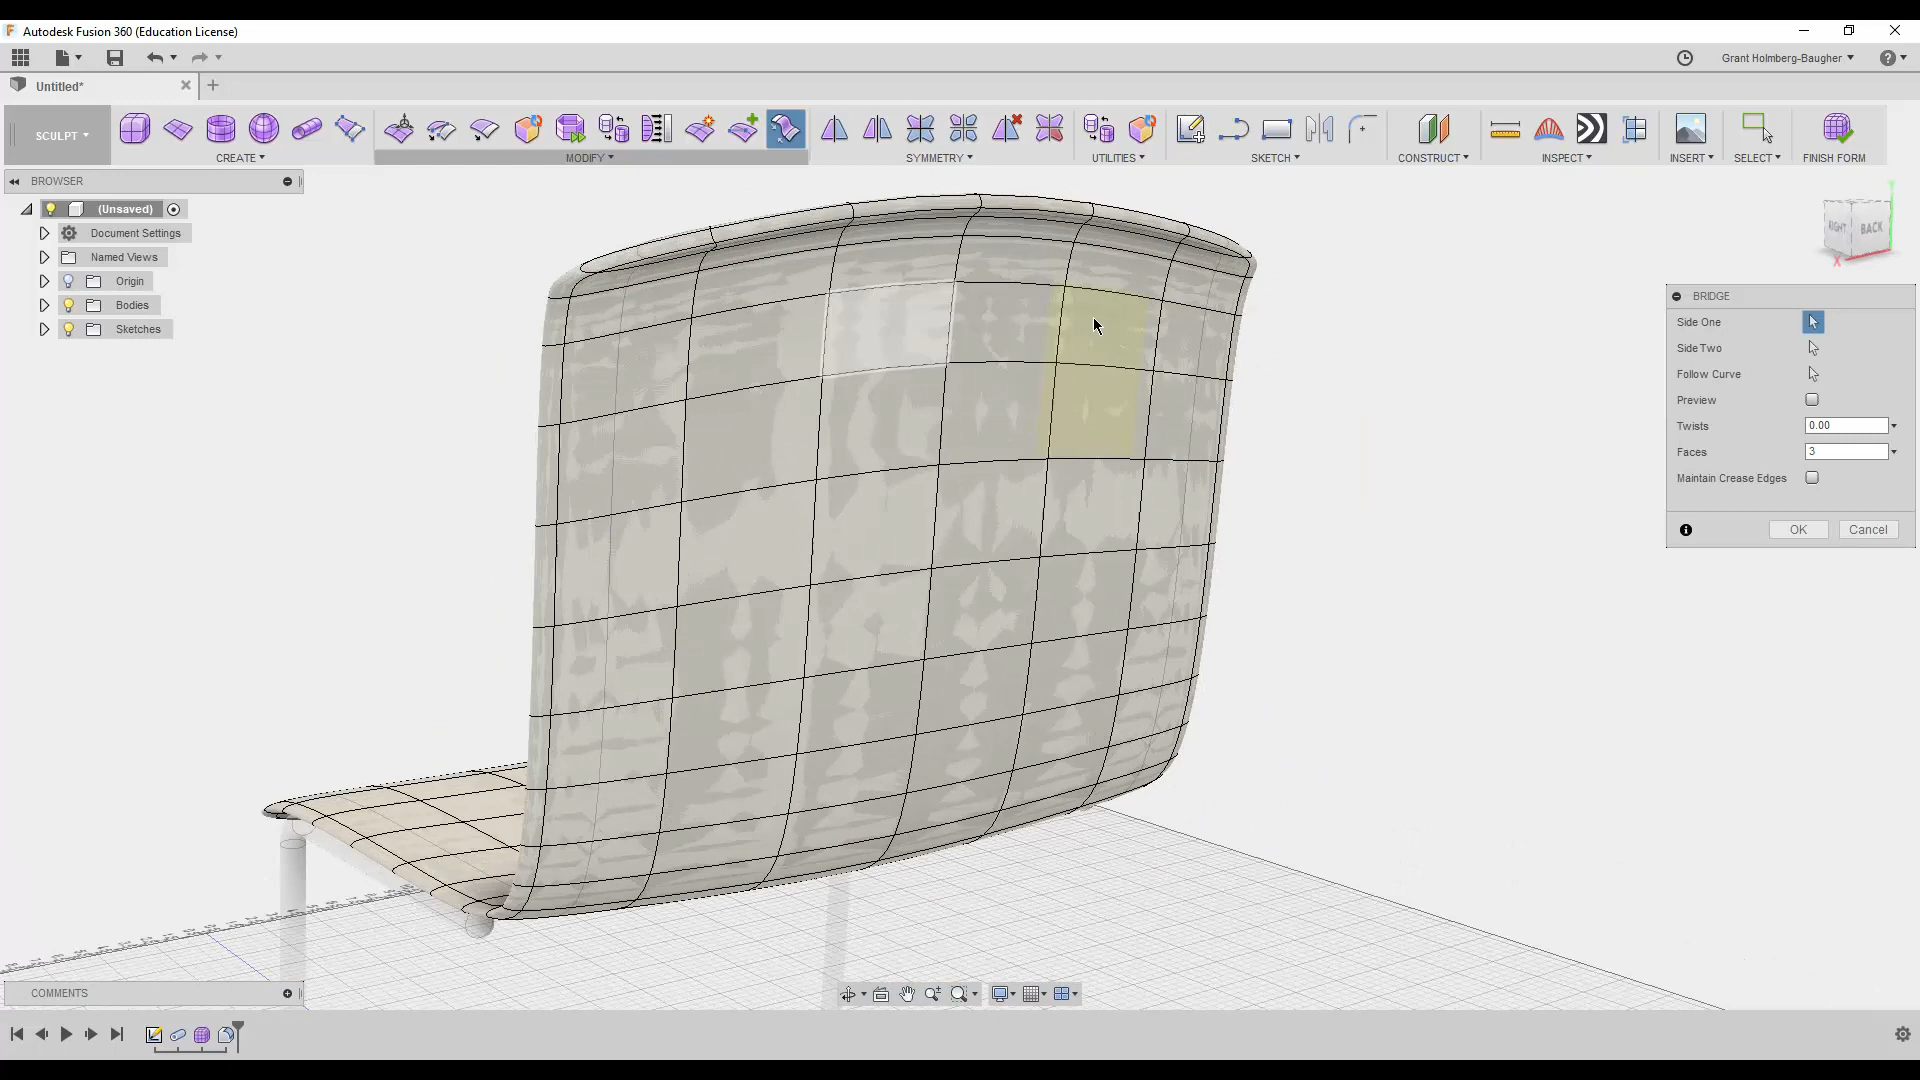 Autodesk Fusion 360 (Education License)
Grant Holmberg-Baugher
Untitled*
SCULPT
CREATE
MODIFY
SYMMETRY
UTILITIES
SKETCH
CONSTRUCT
INSPECT
INSERT
SELECT
FINISH FORM
BROWSER
(Unsaved)
Document Settings
Named Views
Origin
Bodies
Sketches
RIGHT
BACK
X
BRIDGE
Side One
Side Two
Follow Curve
Preview
Twists 0.00
Faces 3
Maintain Crease Edges
OK
Cancel
COMMENTS